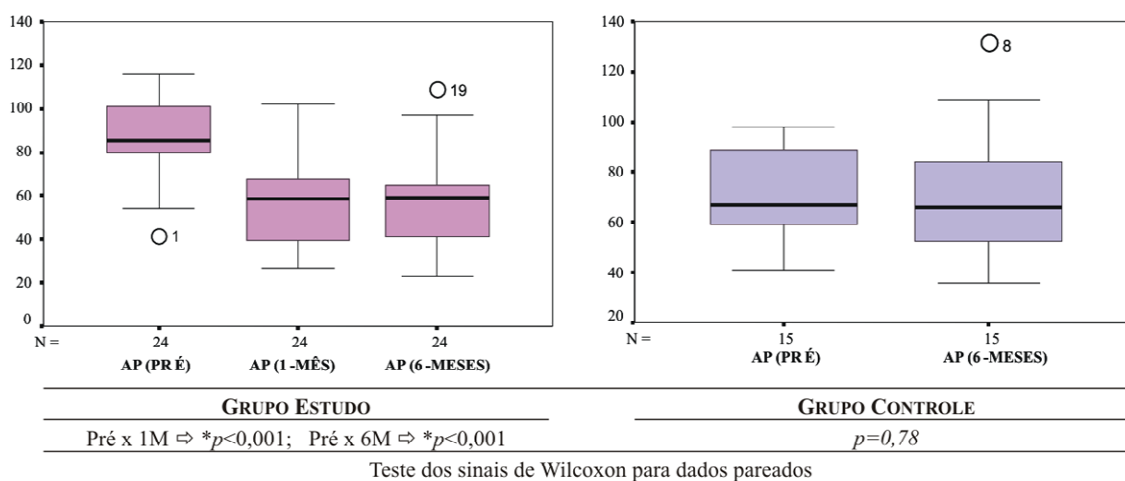 140
120
100
80
60
40
20
0
1
19
N = 24 24 24
AP (PRÉ) AP (1-MÊS) AP (6-MESES)
140
120
100
80
60
40
20
8
15 15
AP (PRÉ) AP (6-MESES)
GRUPO ESTUDO
Pré x 1M ⇨ *p<0,001; Pré x 6M ⇨ *p<0,001
GRUPO CONTROLE
p=0,78
Teste dos sinais de Wilcoxon para dados pareados